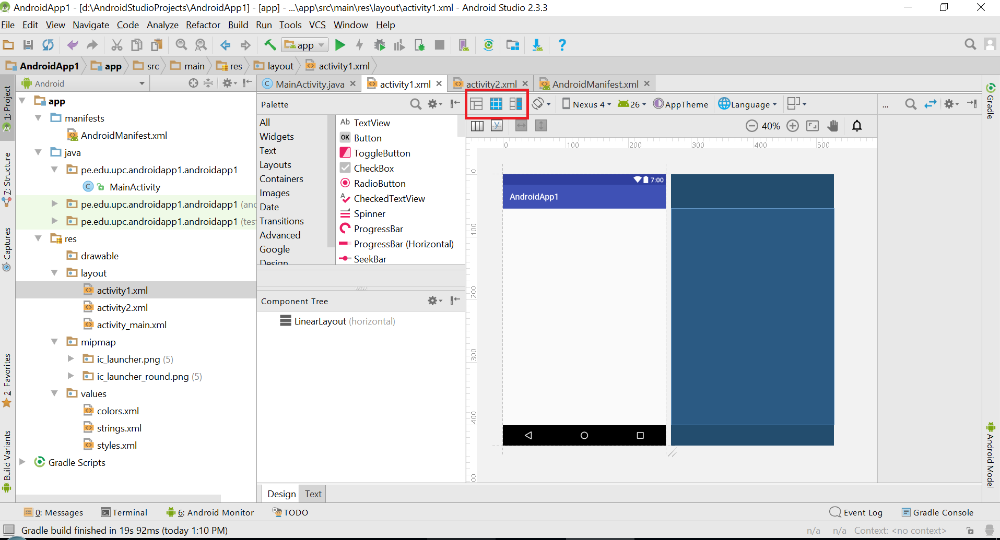 AndroidApp1 - [d:\AndroidStudioProjects\AndroidApp1] - [app] - ...\app\src\main\res\layout\activity1.xml - Android Studio 2.3.3
File Edit View Navigate Code Analyze Refactor Build Run Tools VCS Window Help
app
AndroidApp1 app src main res layout activity1.xml
1: Project
7: Structure
Captures
2: Favorites
Build Variants
Android
app
manifests
AndroidManifest.xml
java
pe.edu.upc.androidapp1.androidapp1
MainActivity
pe.edu.upc.androidapp1.androidapp1 (and
pe.edu.upc.androidapp1.androidapp1 (test
res
drawable
layout
activity1.xml
activity2.xml
activity_main.xml
mipmap
ic_launcher.png (5)
ic_launcher_round.png (5)
values
colors.xml
strings.xml
styles.xml
Gradle Scripts
MainActivity.java activity1.xml activity2.xml AndroidManifest.xml
Palette
All
Widgets
Text
Layouts
Containers
Images
Date
Transitions
Advanced
Google
Design
Ab TextView
OK Button
ToggleButton
CheckBox
RadioButton
CheckedTextView
Spinner
ProgressBar
ProgressBar (Horizontal)
SeekBar
Component Tree
LinearLayout (horizontal)
Nexus 4 26 AppTheme Language ...
40%
0 100 200 300 400 500
0
100
200
300
400
00
7:00
AndroidApp1
Design Text
Gradle
Android Model
0: Messages Terminal 6: Android Monitor TODO Event Log Gradle Console
Gradle build finished in 19s 92ms (today 1:10 PM) n/a n/a Context: <no context>